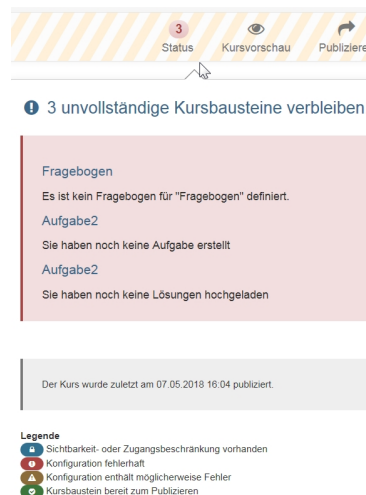 3
Status Kursvorschau Publiziere
3 unvollständige Kursbausteine verbleiben
Fragebogen
Es ist kein Fragebogen für "Fragebogen" definiert.
Aufgabe2
Sie haben noch keine Aufgabe erstellt
Aufgabe2
Sie haben noch keine Lösungen hochgeladen
Der Kurs wurde zuletzt am 07.05.2018 16:04 publiziert.
Legende
Sichtbarkeit- oder Zugangsbeschränkung vorhanden
Konfiguration fehlerhaft
Konfiguration enthält möglicherweise Fehler
Kursbaustein bereit zum Publizieren